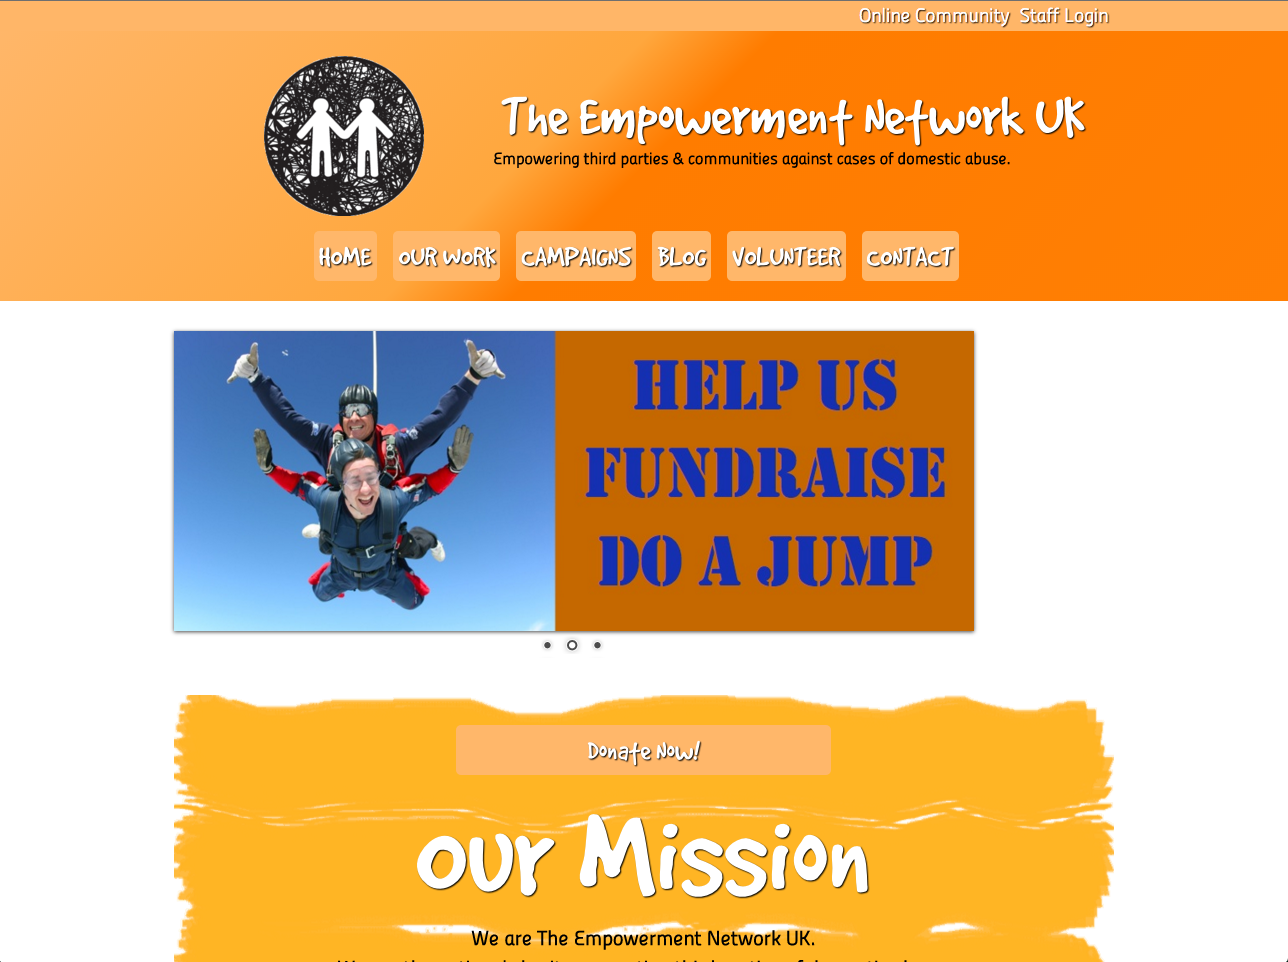 Online Community Staff Login
The Empowerment Network UK
Empowering third parties & communities against cases of domestic abuse.
HOME OUR WORK CAMPAIGNS BLOG VOLUNTEER CONTACT
HELP US
FUNDRAISE
DO A JUMP
Donate Now!
Our Mission
We are The Empowerment Network UK.